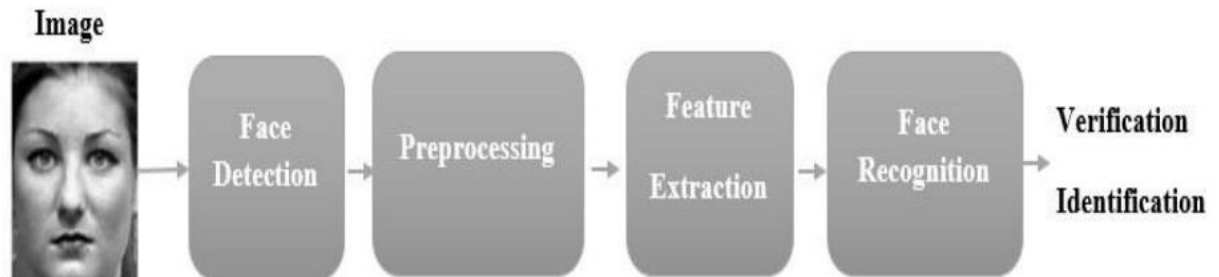 Image
Face
Detection
Preprocessing
Feature
Extraction
Face
Recognition
Verification
Identification